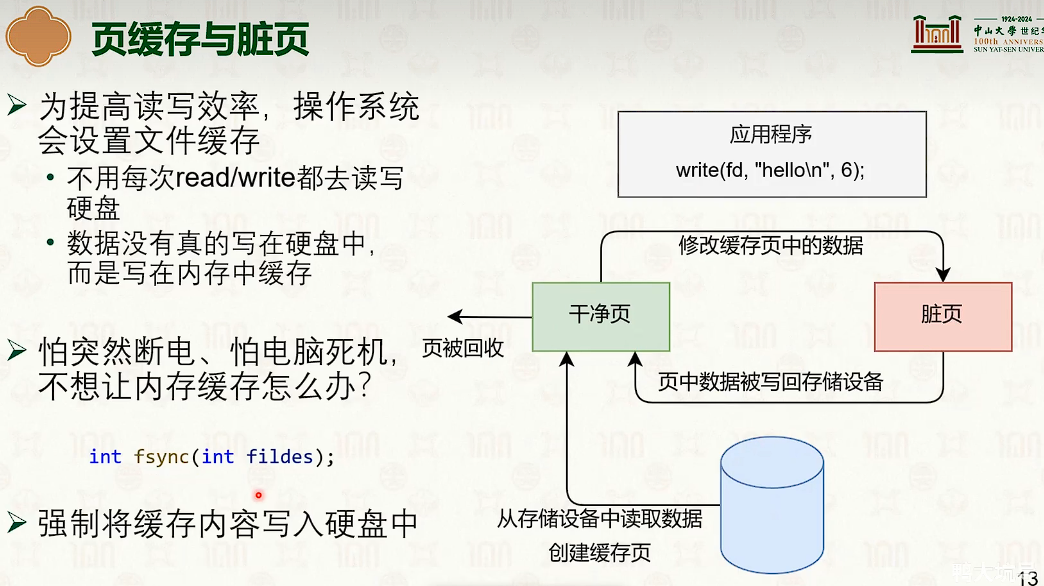 页缓存与脏页
1924-2024
中山大學 世纪
100th ANNIVERS
SUN YAT-SEN UNIVER
为提高读写效率，操作系统
会设置文件缓存
不用每次read/write都去读写
硬盘
数据没有真的写在硬盘中，
而是写在内存中缓存
怕突然断电、怕电脑死机，
不想让内存缓存怎么办？
int fsync(int fildes);
强制将缓存内容写入硬盘中
应用程序
write(fd, "hello\n", 6);
修改缓存页中的数据
干净页
脏页
页被回收
页中数据被写回存储设备
从存储设备中读取数据
创建缓存页
13